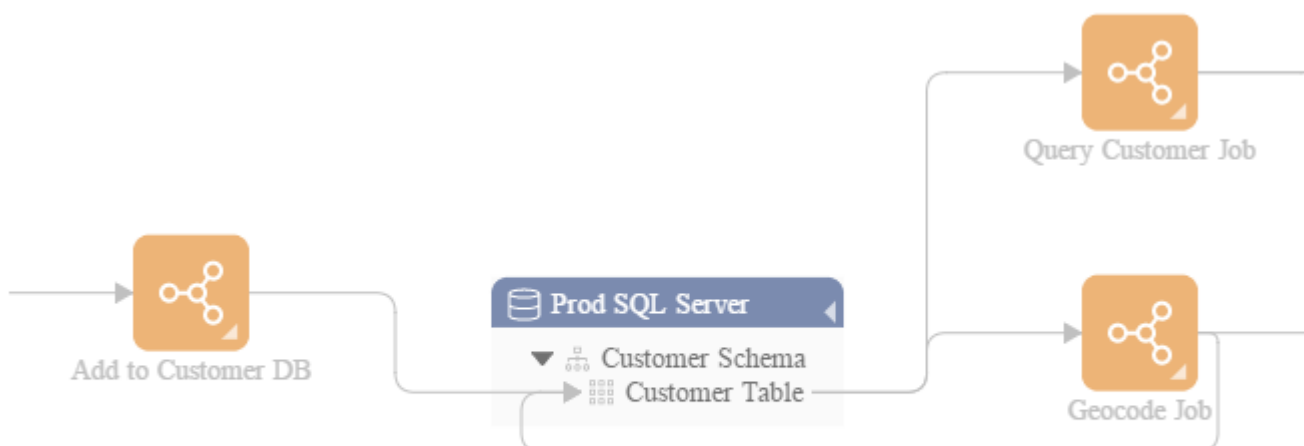 Query Customer Job
Prod SQL Server
Add to Customer DB
Customer Schema
Customer Table
Geocode Job